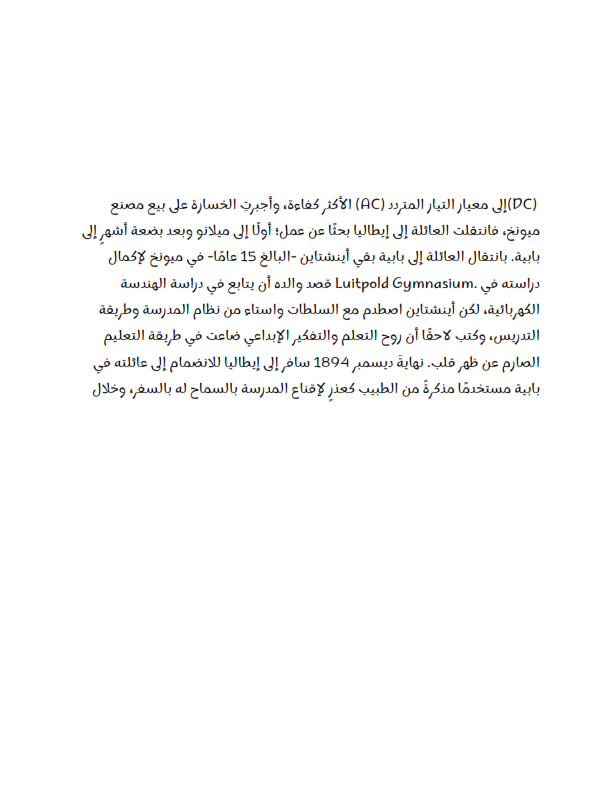 (DC)إلى معيار التيار المتردد (AC) الأكثر كفاءة، وأجبرتِ الخسارة على بيع مصنع
ميونخ، فانتقلت العائلة إلى إيطاليا بحثًا عن عمل؛ أولًا إلى ميلانو وبعد بضعة أشهرٍ إلى
بابية. بانتقال العائلة إلى بابية بقي أينشتاين -البالغ 15 عامًا- في ميونخ لإكمال
دراسته في .Luitpold Gymnasium قصد والده أن يتابع في دراسة الهندسة
الكهربائية، لكن أينشتاين اصطدم مع السلطات واستاء من نظام المدرسة وطريقة
التدريس، وكتب لاحقًا أن روح التعلم والتفكير الإبداعي ضاعت في طريقة التعليم
الصارم عن ظهر قلب. نهايةَ ديسمبر 1894 سافر إلى إيطاليا للانضمام إلى عائلته في
بابية مستخدمًا مذكرةً من الطبيب كعذرٍ لإقناع المدرسة بالسماح له بالسفر، وخلال